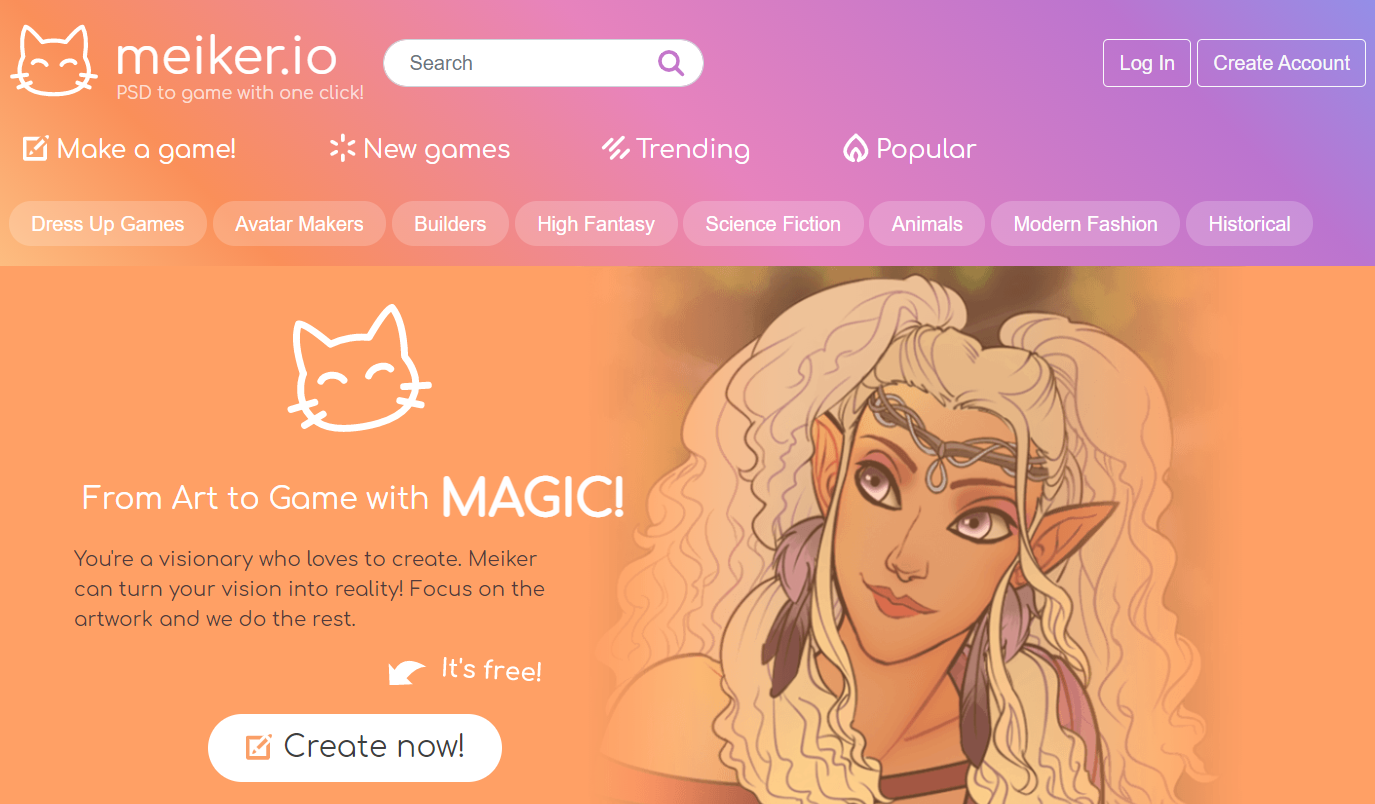 meiker.io
PSD to game with one click!
Search
Log In
Create Account
Make a game!
New games
Trending
Popular
Dress Up Games
Avatar Makers
Builders
High Fantasy
Science Fiction
Animals
Modern Fashion
Historical
From Art to Game with MAGIC!
You're a visionary who loves to create. Meiker
can turn your vision into reality! Focus on the
artwork and we do the rest.
It's free!
Create now!